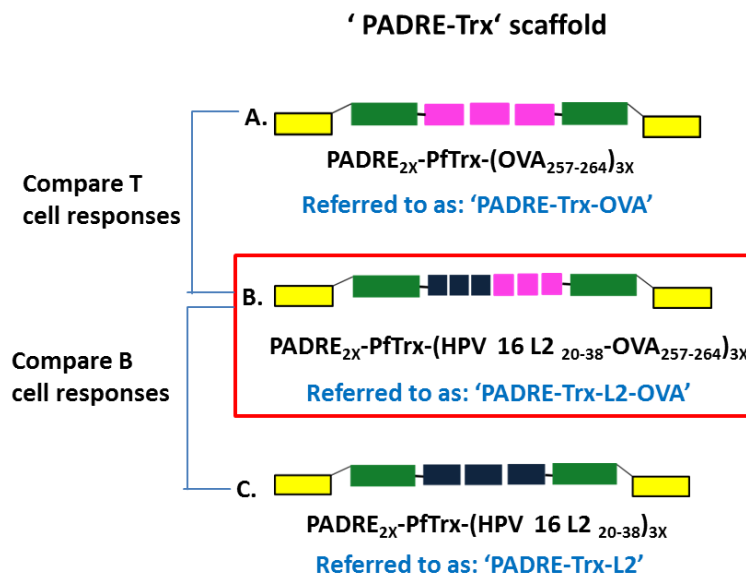 ‘ PADRE-Trx‘ scaffold
A.
PADRE2X-PfTrx-(OVA257-264)3X
Compare T
cell responses
Referred to as: ‘PADRE-Trx-OVA’
B.
PADRE2X-PfTrx-(HPV 16 L2 20-38-OVA257-264)3X
Compare B
cell responses
Referred to as: ‘PADRE-Trx-L2-OVA’
C.
PADRE2X-PfTrx-(HPV 16 L2 20-38)3X
Referred to as: ‘PADRE-Trx-L2’